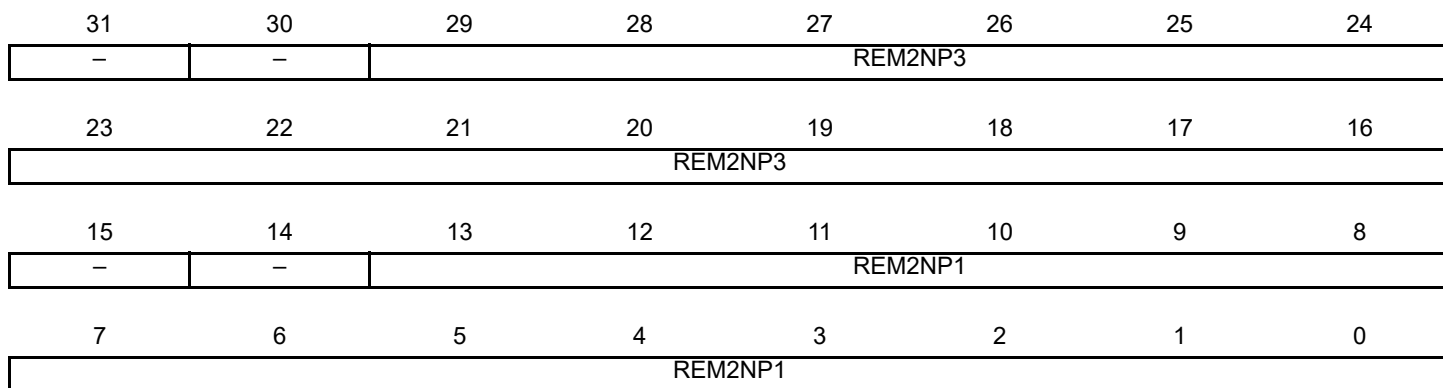 31 30 29 28 27 26 25 24
– – REM2NP3
23 22 21 20 19 18 17 16
REM2NP3
15 14 13 12 11 10 9 8
– – REM2NP1
7 6 5 4 3 2 1 0
REM2NP1